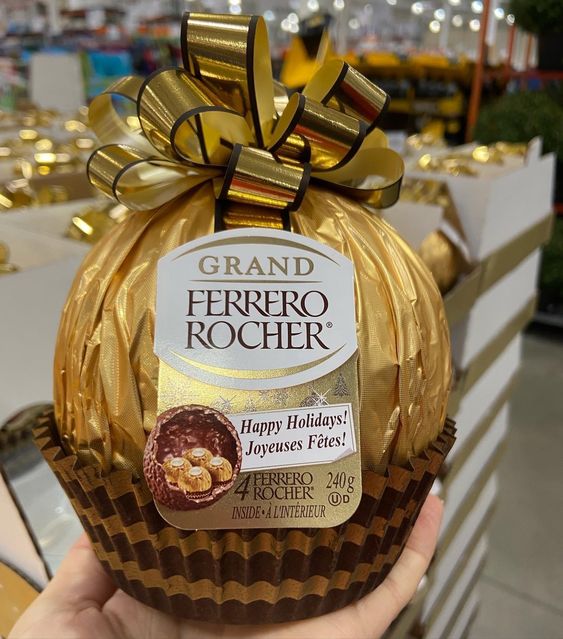 GRAND
FERRERO
ROCHER®
Happy Holidays!
Joyeuses Fêtes!
4 FERRERO
ROCHER® 240g
INSIDE • À L'INTÉRIEUR
U D